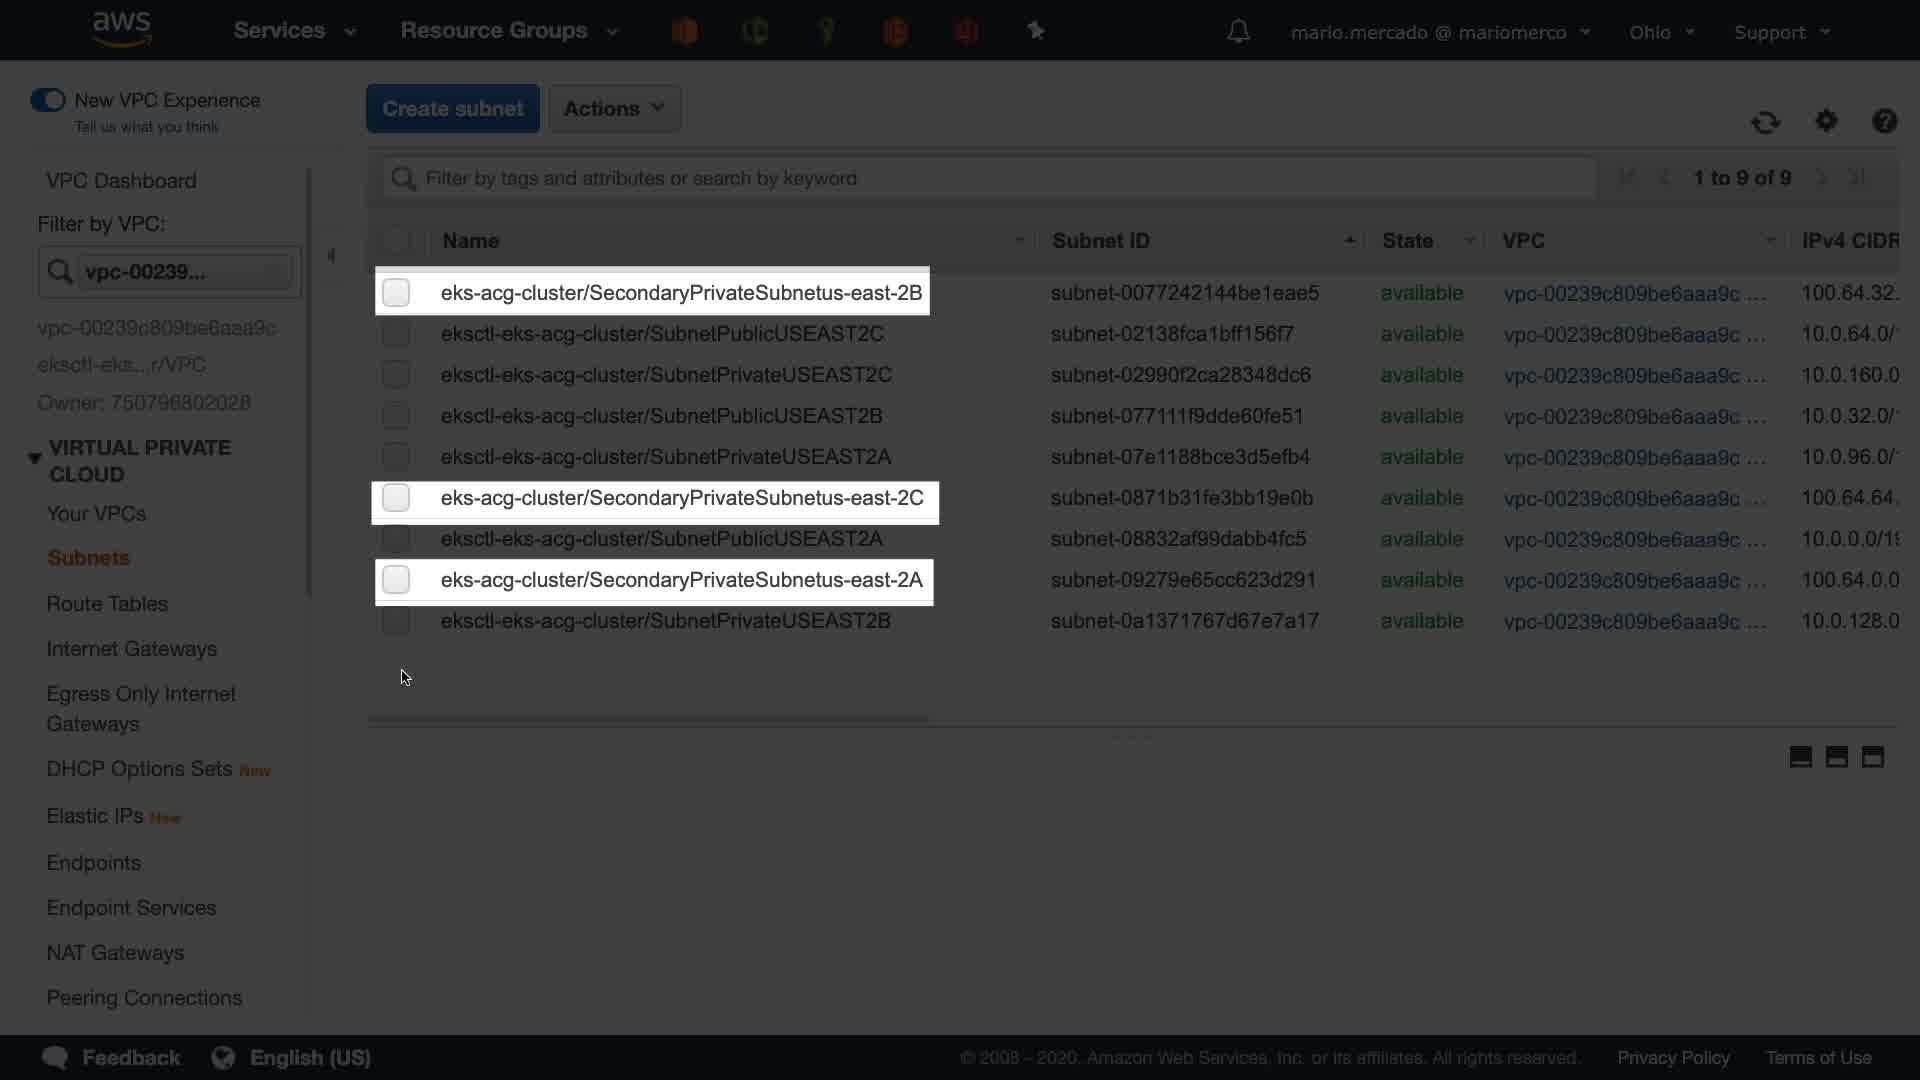 aws Services Resource Groups mario.mercado @ mariomerco Ohio Support
New VPC Experience
Tell us what you think
Create subnet Actions
VPC Dashboard
Filter by VPC:
vpc-00239...
vpc-00239c809be6aaa9c
eksctl-eks...r/VPC
Owner: 750796802028
VIRTUAL PRIVATE
CLOUD
Your VPCs
Subnets
Route Tables
Internet Gateways
Egress Only Internet
Gateways
DHCP Options Sets New
Elastic IPs New
Endpoints
Endpoint Services
NAT Gateways
Peering Connections
Filter by tags and attributes or search by keyword 1 to 9 of 9
Name Subnet ID State VPC IPv4 CIDR
eks-acg-cluster/SecondaryPrivateSubnetus-east-2B subnet-0077242144be1eae5 available vpc-00239c809be6aaa9c ... 100.64.32.
eksctl-eks-acg-cluster/SubnetPublicUSEAST2C subnet-02138fca1bff156f7 available vpc-00239c809be6aaa9c ... 10.0.64.0/
eksctl-eks-acg-cluster/SubnetPrivateUSEAST2C subnet-02990f2ca28348dc6 available vpc-00239c809be6aaa9c ... 10.0.160.0
eksctl-eks-acg-cluster/SubnetPublicUSEAST2B subnet-077111f9dde60fe51 available vpc-00239c809be6aaa9c ... 10.0.32.0/
eksctl-eks-acg-cluster/SubnetPrivateUSEAST2A subnet-07e1188bce3d5efb4 available vpc-00239c809be6aaa9c ... 10.0.96.0/
eks-acg-cluster/SecondaryPrivateSubnetus-east-2C subnet-0871b31fe3bb19e0b available vpc-00239c809be6aaa9c ... 100.64.64.
eksctl-eks-acg-cluster/SubnetPublicUSEAST2A subnet-08832af99dabb4fc5 available vpc-00239c809be6aaa9c ... 10.0.0.0/19
eks-acg-cluster/SecondaryPrivateSubnetus-east-2A subnet-09279e65cc623d291 available vpc-00239c809be6aaa9c ... 100.64.0.0
eksctl-eks-acg-cluster/SubnetPrivateUSEAST2B subnet-0a1371767d67e7a17 available vpc-00239c809be6aaa9c ... 10.0.128.0
Feedback English (US) © 2008 - 2020, Amazon Web Services, Inc. or its affiliates. All rights reserved. Privacy Policy Terms of Use